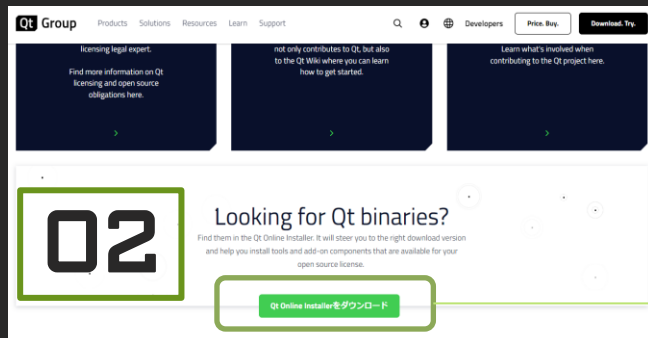 Qt Group Products Solutions Resources Learn Support Developers Price. Buy. Download. Try.
licensing legal expert.
Find more information on Qt
licensing and open source
obligations here.
not only contributes to Qt, but also
to the Qt Wiki where you can learn
how to get started.
Learn what's involved when
contributing to the Qt project here.
02
Looking for Qt binaries?
Find them in the Qt Online Installer. It will steer you to the right download version
and help you install tools and add-on components that are available for your
open source license.
Qt Online Installerをダウンロード